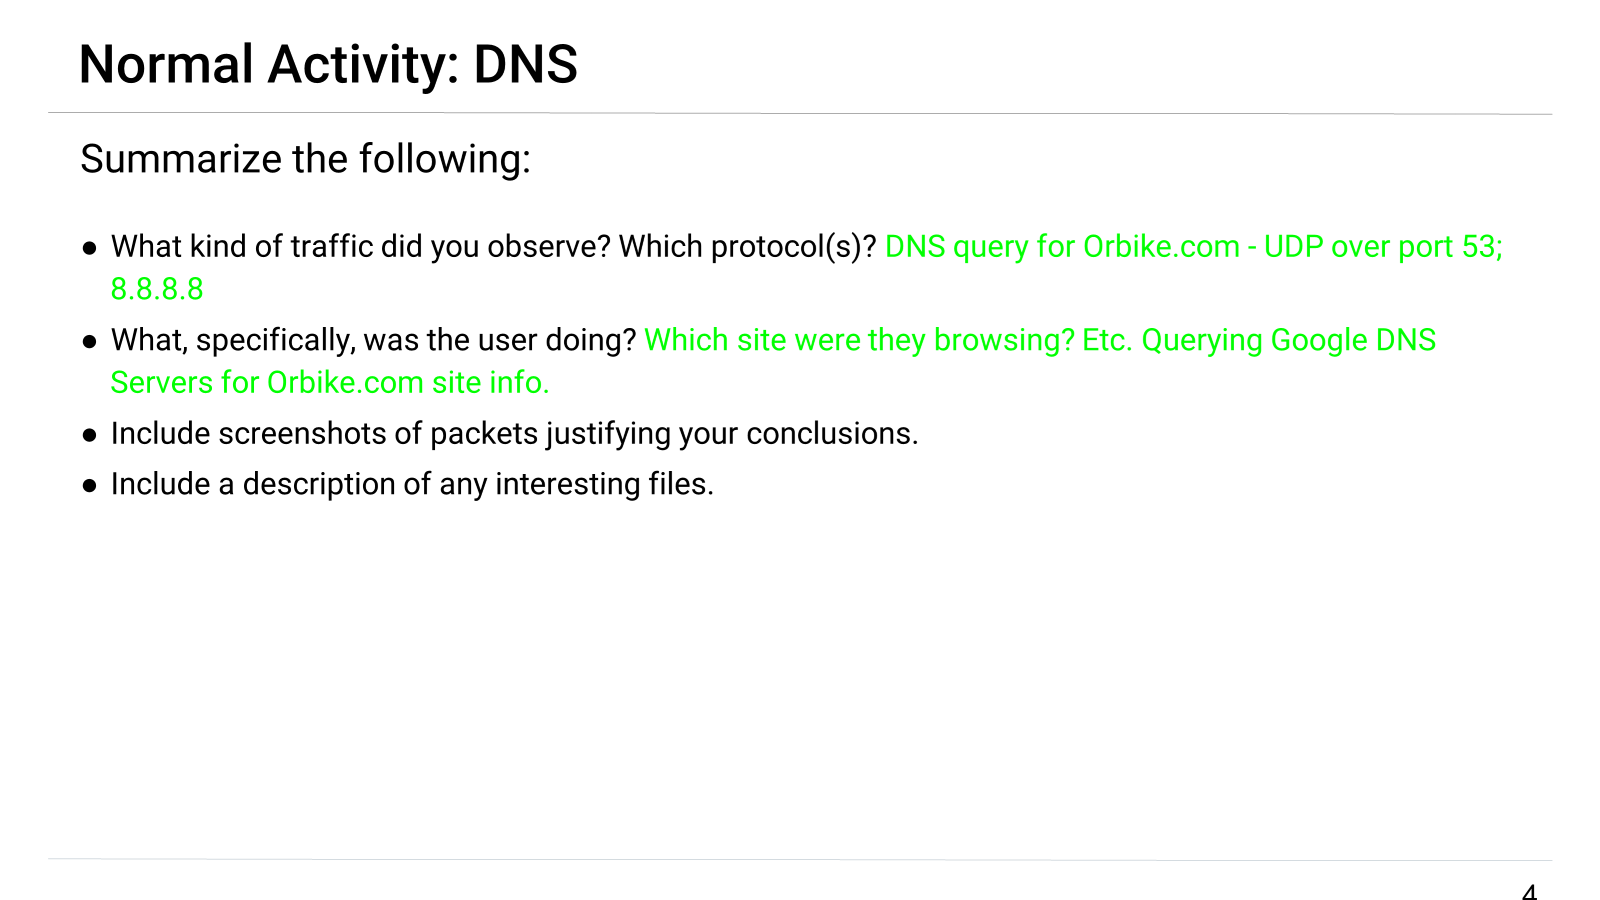 Normal Activity: DNS
Summarize the following:
● What kind of traffic did you observe? Which protocol(s)? DNS query for Orbike.com - UDP over port 53;
8.8.8.8
● What, specifically, was the user doing? Which site were they browsing? Etc. Querying Google DNS
Servers for Orbike.com site info.
● Include screenshots of packets justifying your conclusions.
● Include a description of any interesting files.
4